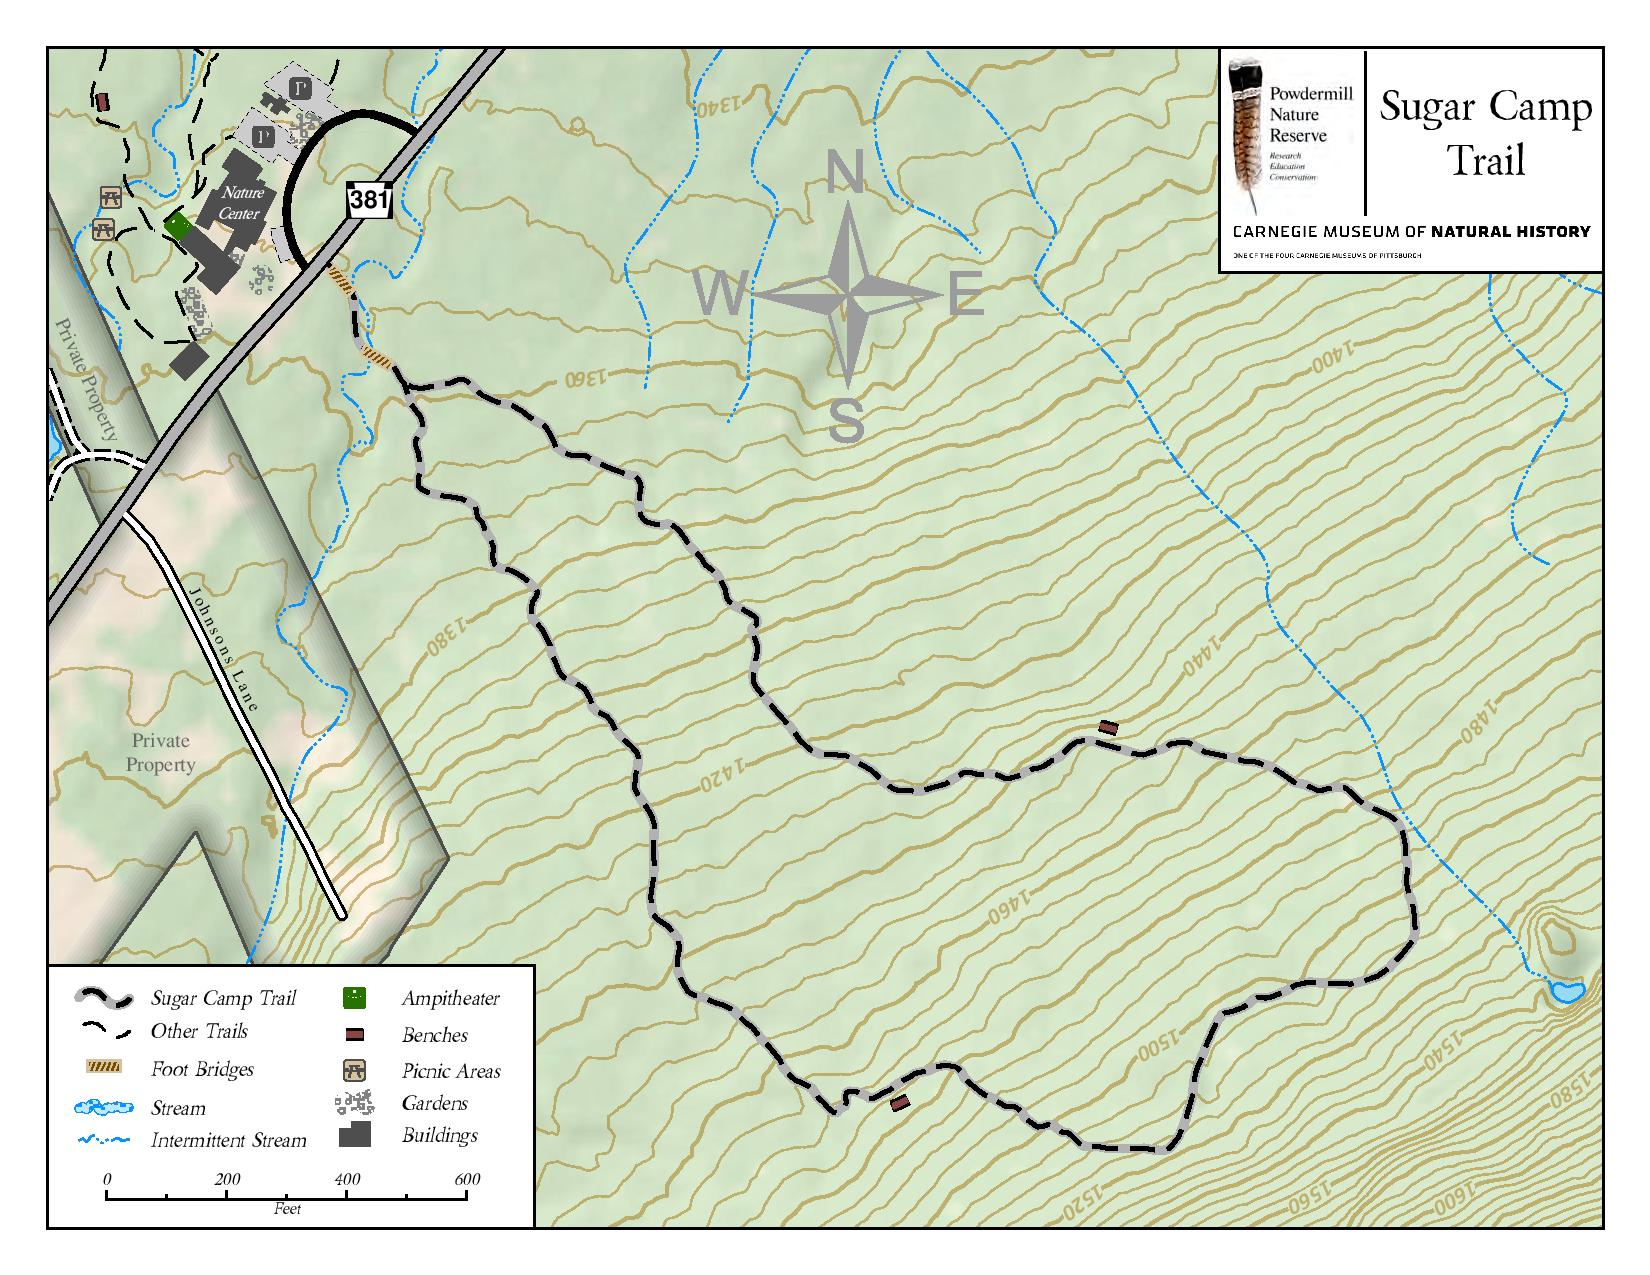 Powdermill
Nature
Reserve
Research
Education
Conservation
Sugar Camp
Trail
CARNEGIE MUSEUM OF NATURAL HISTORY
ONE OF THE FOUR CARNEGIE MUSEUMS OF PITTSBURGH
P
P
Nature
Center
381
1340
N
W
E
S
1360
1400
Private Property
1380
Johnsons Lane
1440
1480
Private
Property
1420
1460
1500
1540
1580
1520
1560
1600
Sugar Camp Trail
Other Trails
Foot Bridges
Stream
Intermittent Stream
Ampitheater
Benches
Picnic Areas
Gardens
Buildings
0 200 400 600
Feet